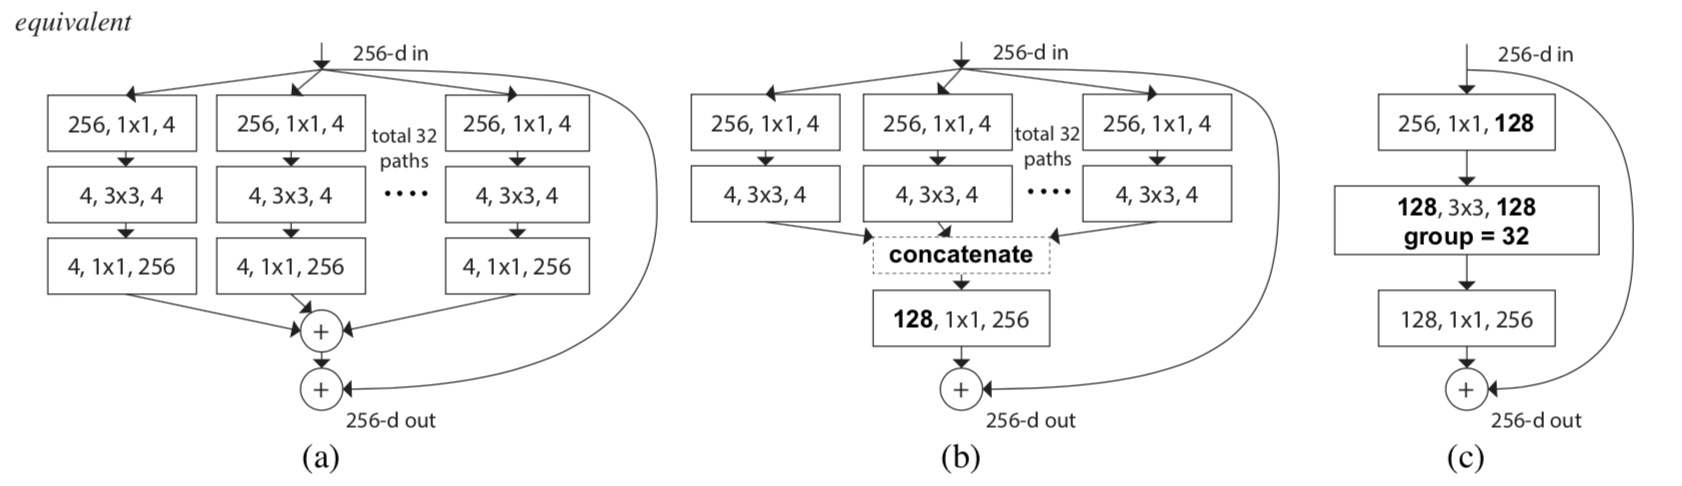 equivalent
256-d in
256, 1x1, 4
256, 1x1, 4
total 32
paths
256, 1x1, 4
4, 3x3, 4
4, 3x3, 4
....
4, 3x3, 4
4, 1x1, 256
4, 1x1, 256
4, 1x1, 256
+
+
256-d out
(a)
256-d in
256, 1x1, 4
256, 1x1, 4
total 32
paths
256, 1x1, 4
4, 3x3, 4
4, 3x3, 4
....
4, 3x3, 4
concatenate
128, 1x1, 256
+
256-d out
(b)
256-d in
256, 1x1, 128
128, 3x3, 128
group = 32
128, 1x1, 256
+
256-d out
(c)